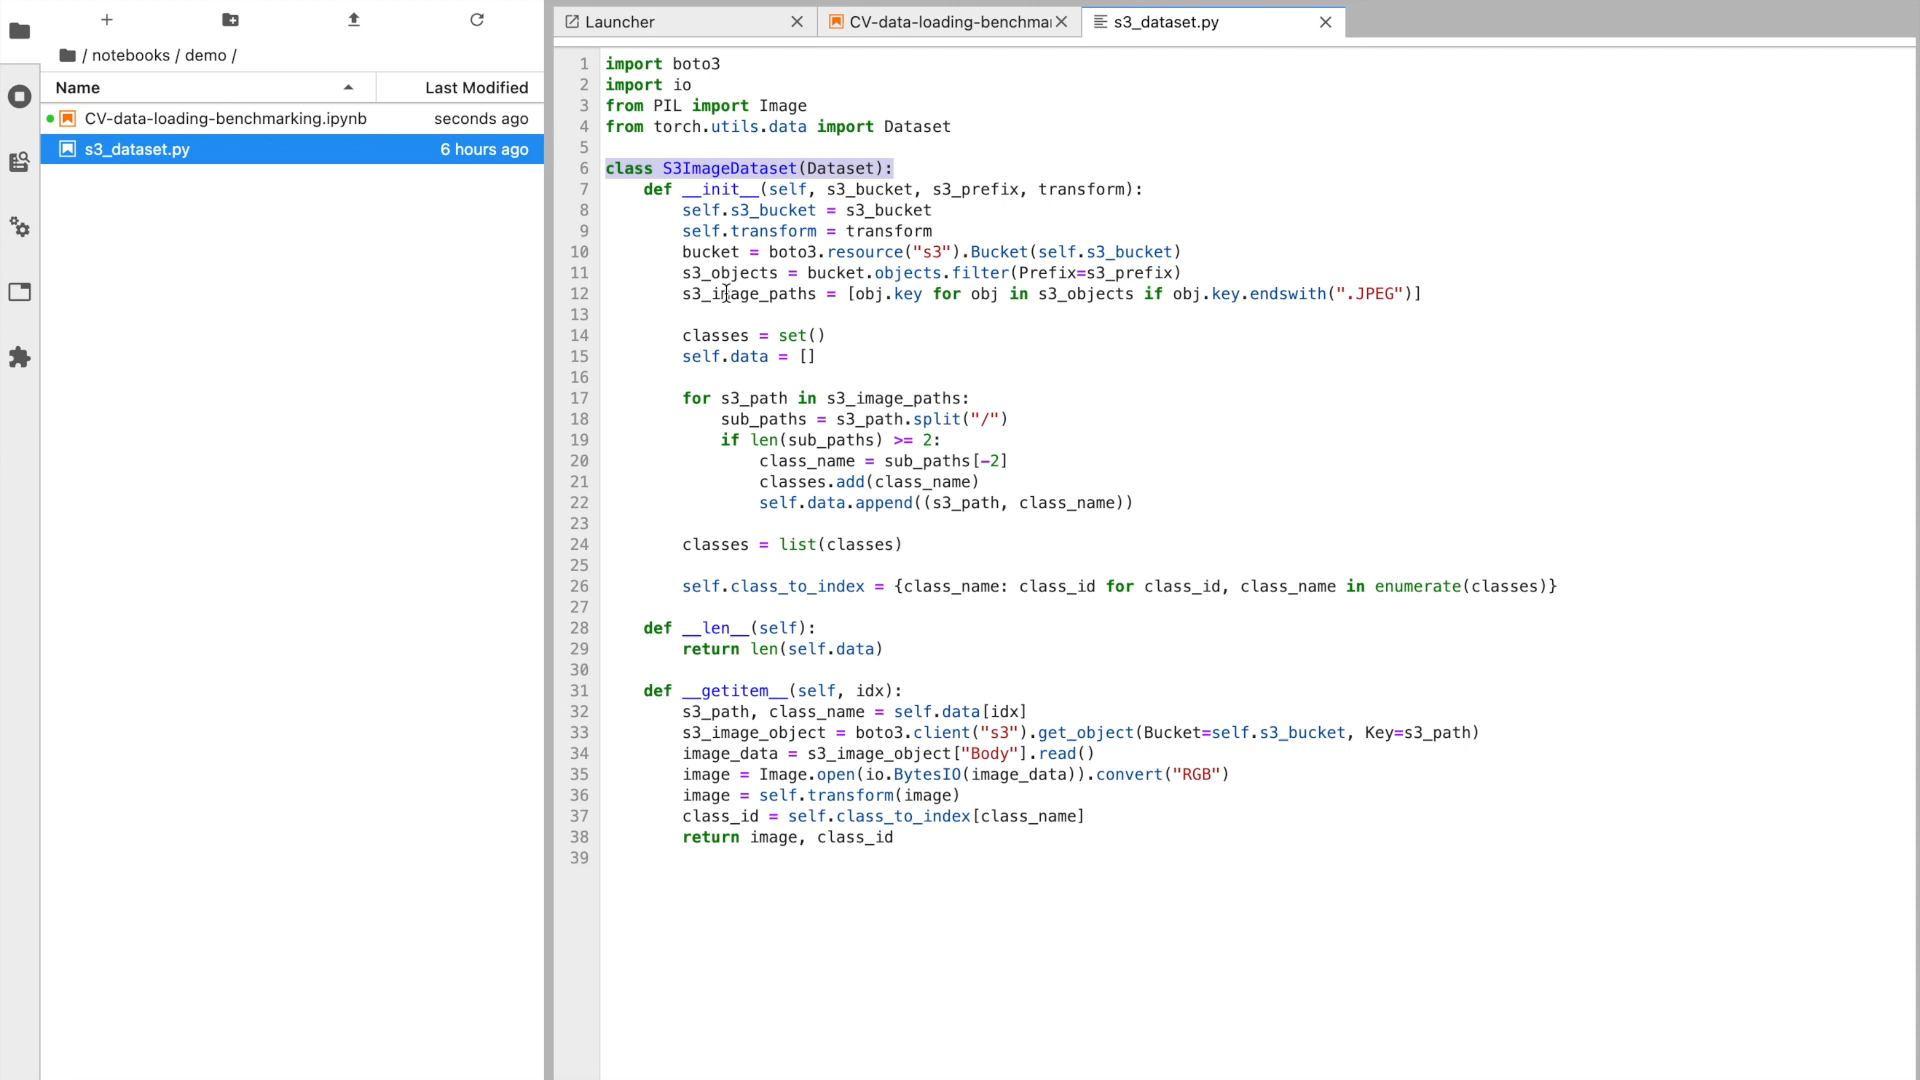 / notebooks / demo /
Name Last Modified
CV-data-loading-benchmarking.ipynb seconds ago
s3_dataset.py 6 hours ago
Launcher CV-data-loading-benchmar s3_dataset.py
1 import boto3
2 import io
3 from PIL import Image
4 from torch.utils.data import Dataset
5
6 class S3ImageDataset(Dataset):
7 def __init__(self, s3_bucket, s3_prefix, transform):
8 self.s3_bucket = s3_bucket
9 self.transform = transform
10 bucket = boto3.resource("s3").Bucket(self.s3_bucket)
11 s3_objects = bucket.objects.filter(Prefix=s3_prefix)
12 s3_image_paths = [obj.key for obj in s3_objects if obj.key.endswith(".JPEG")]
13
14 classes = set()
15 self.data = []
16
17 for s3_path in s3_image_paths:
18 sub_paths = s3_path.split("/")
19 if len(sub_paths) >= 2:
20 class_name = sub_paths[-2]
21 classes.add(class_name)
22 self.data.append((s3_path, class_name))
23
24 classes = list(classes)
25
26 self.class_to_index = {class_name: class_id for class_id, class_name in enumerate(classes)}
27
28 def __len__(self):
29 return len(self.data)
30
31 def __getitem__(self, idx):
32 s3_path, class_name = self.data[idx]
33 s3_image_object = boto3.client("s3").get_object(Bucket=self.s3_bucket, Key=s3_path)
34 image_data = s3_image_object["Body"].read()
35 image = Image.open(io.BytesIO(image_data)).convert("RGB")
36 image = self.transform(image)
37 class_id = self.class_to_index[class_name]
38 return image, class_id
39